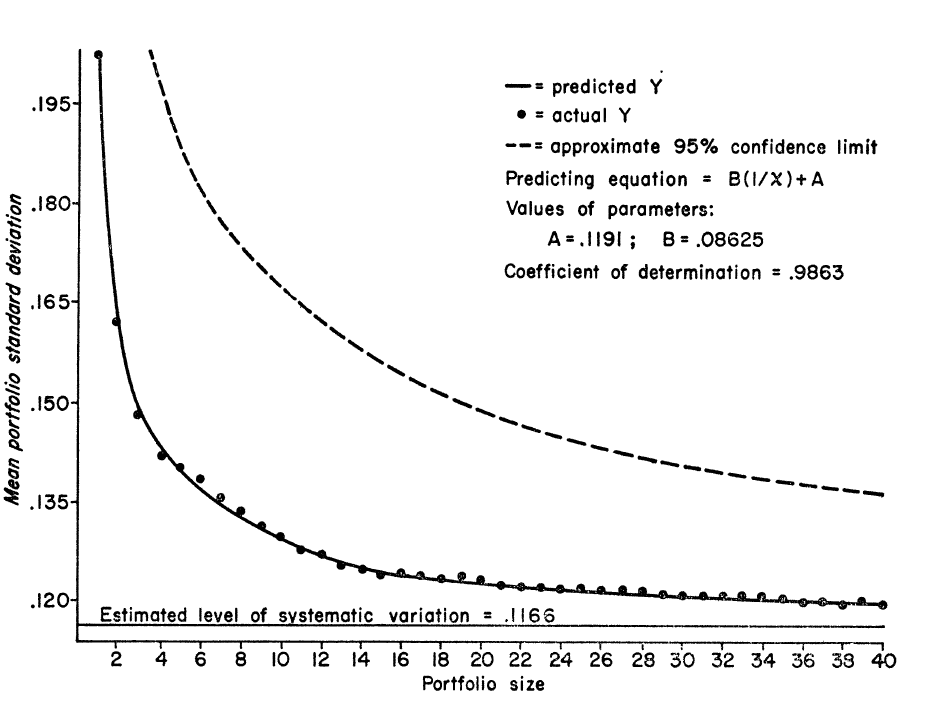 — = predicted Y
● = actual Y
--- = approximate 95% confidence limit
Predicting equation = B(1/X)+A
Values of parameters:
A=.1191; B=.08625
Coefficient of determination = .9863
Mean portfolio standard deviation
.195
.180
.165
.150
.135
.120
Estimated level of systematic variation = .1166
2 4 6 8 10 12 14 16 18 20 22 24 26 28 30 32 34 36 38 40
Portfolio size